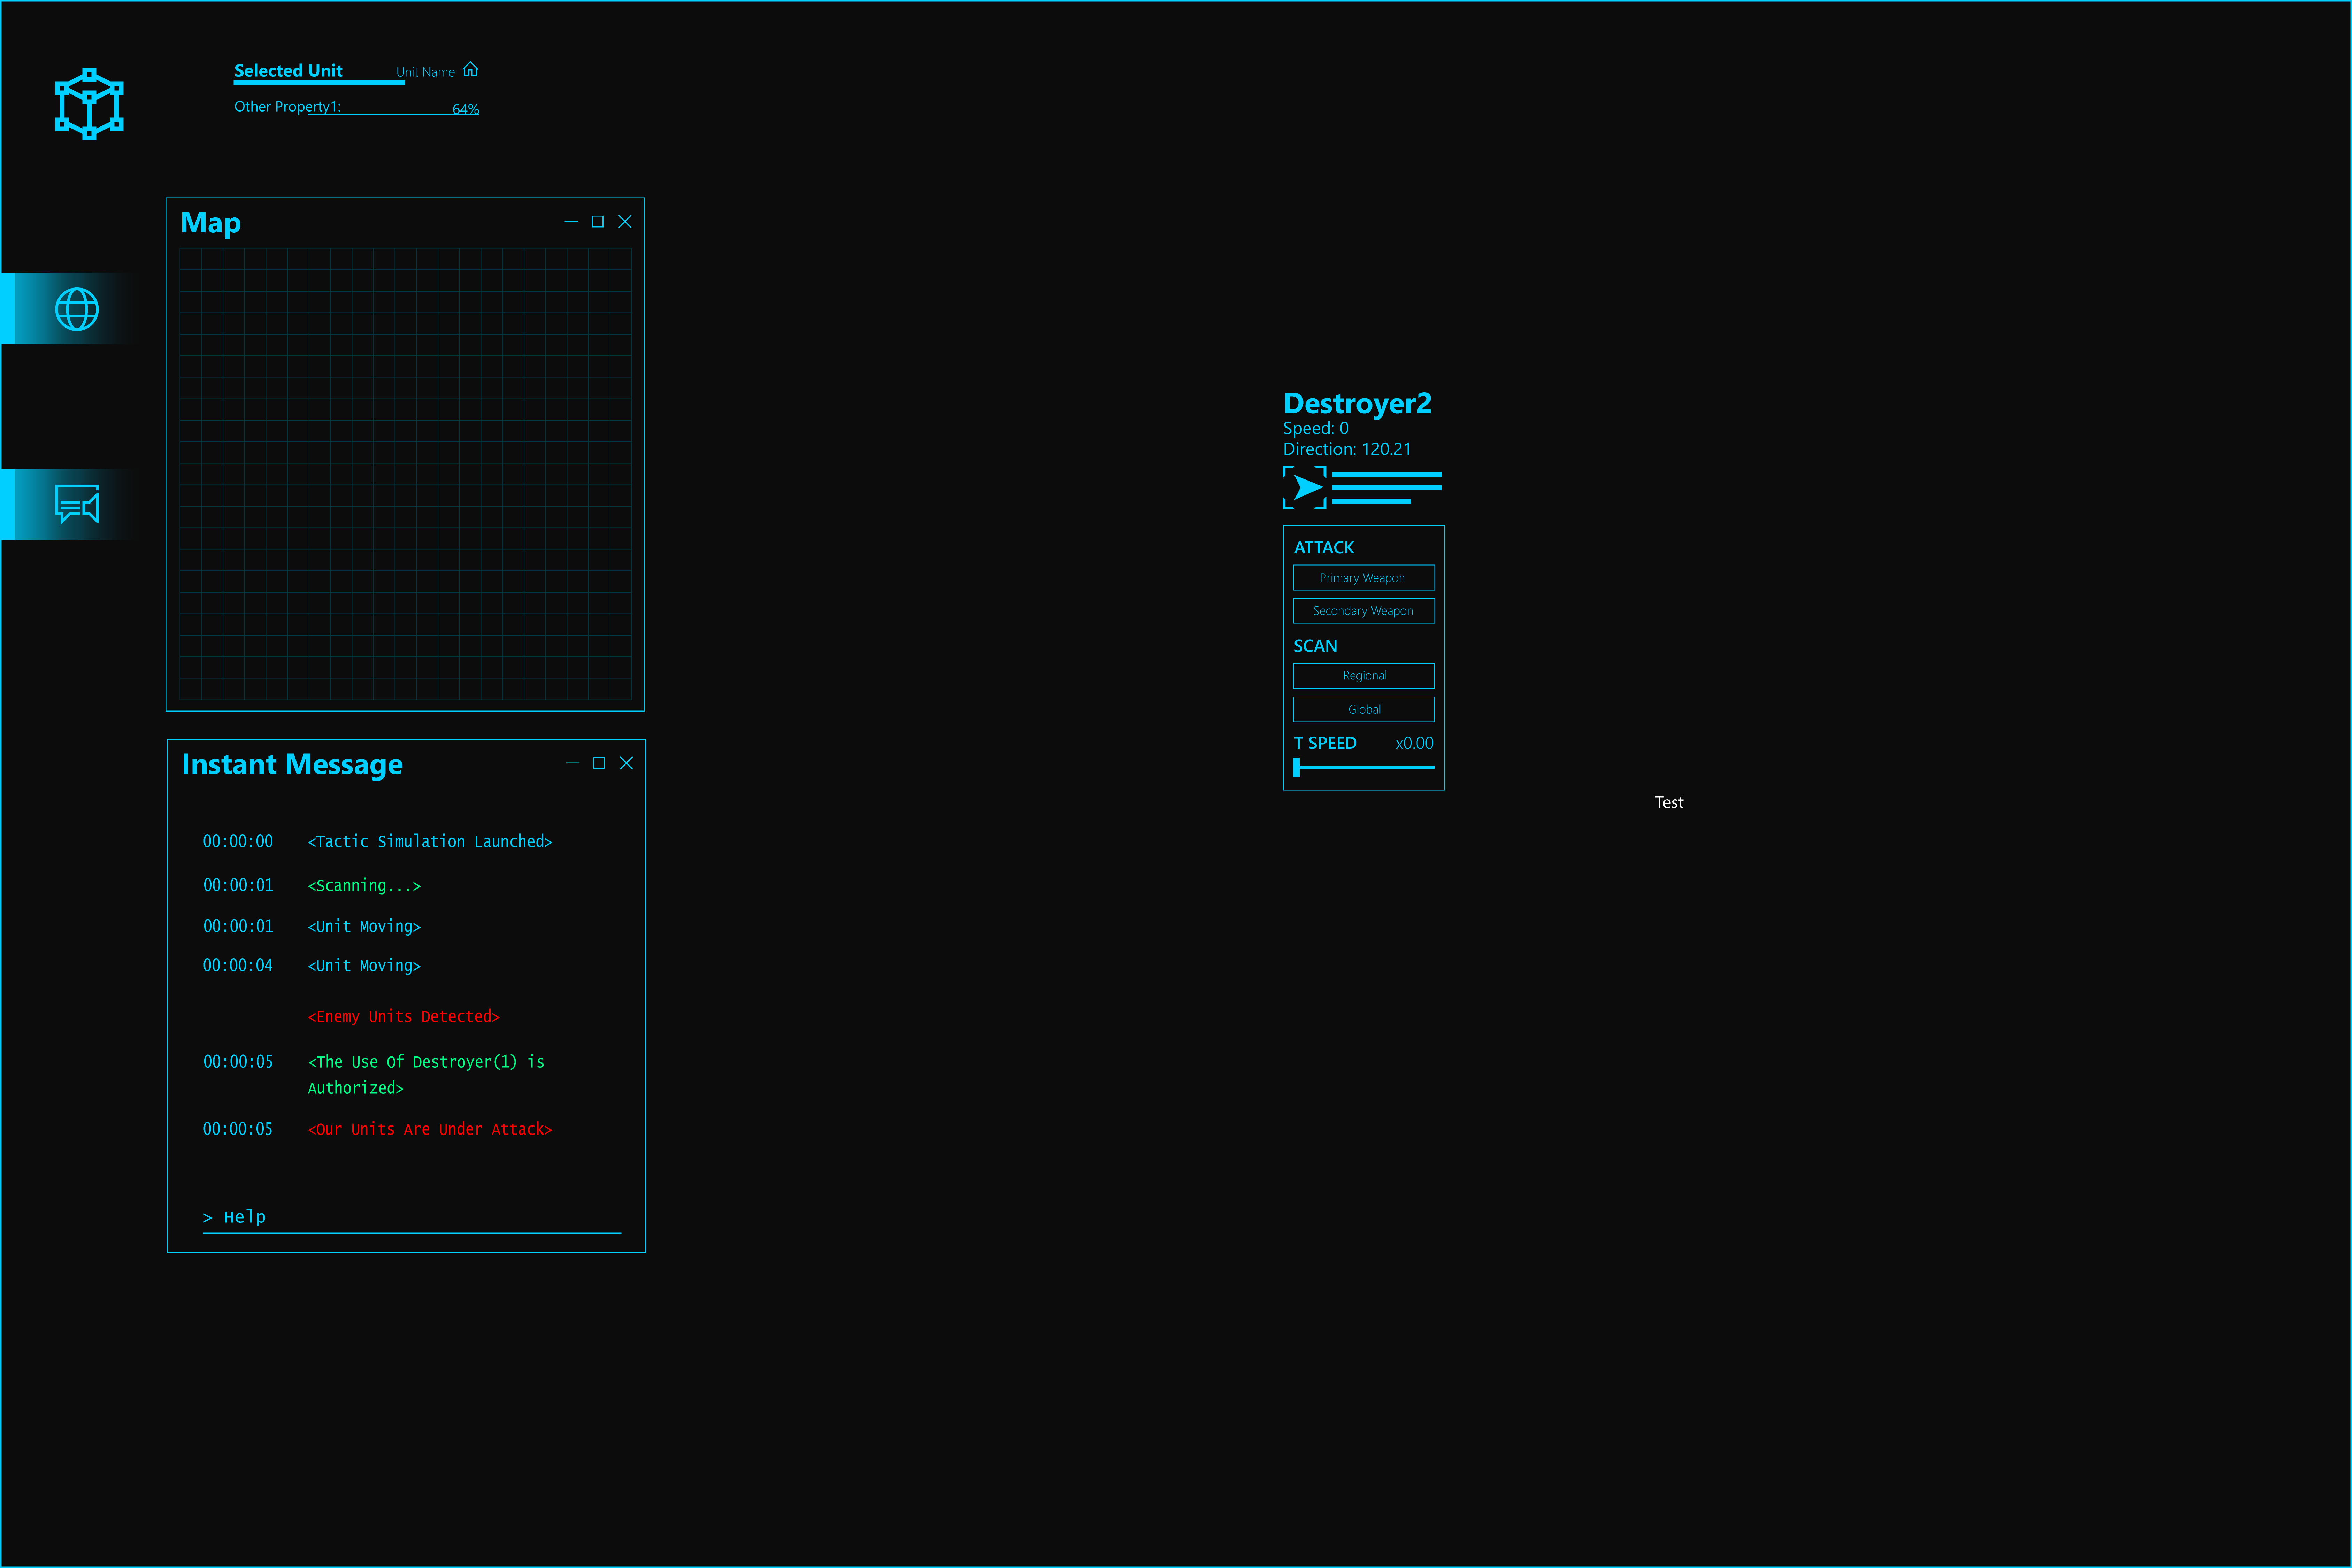 Selected Unit Unit Name
Other Property1: 64%
Map
Instant Message
00:00:00 <Tactic Simulation Launched>
00:00:01 <Scanning...>
00:00:01 <Unit Moving>
00:00:04 <Unit Moving>
<Enemy Units Detected>
00:00:05 <The Use Of Destroyer(1) is
Authorized>
00:00:05 <Our Units Are Under Attack>
> Help
Destroyer2
Speed: 0
Direction: 120.21
ATTACK
Primary Weapon
Secondary Weapon
SCAN
Regional
Global
T SPEED x0.00
Test